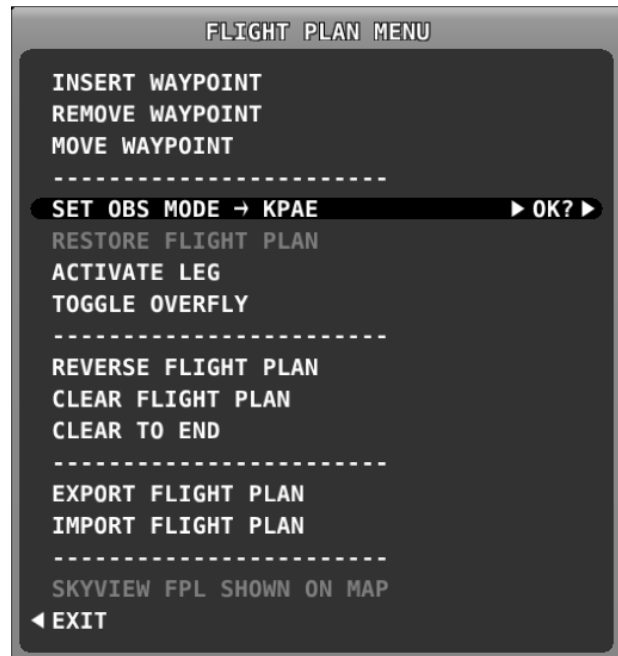 FLIGHT PLAN MENU
INSERT WAYPOINT
REMOVE WAYPOINT
MOVE WAYPOINT
------------------------
SET OBS MODE → KPAE ▶ OK? ▶
RESTORE FLIGHT PLAN
ACTIVATE LEG
TOGGLE OVERFLY
------------------------
REVERSE FLIGHT PLAN
CLEAR FLIGHT PLAN
CLEAR TO END
------------------------
EXPORT FLIGHT PLAN
IMPORT FLIGHT PLAN
------------------------
SKYVIEW FPL SHOWN ON MAP
◀ EXIT